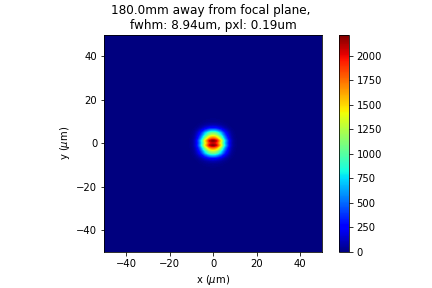 180.0mm away from focal plane,
fwhm: 8.94um, pxl: 0.19um
40
20
0
−20
−40
y (μm)
−40 −20 0 20 40
x (μm)
2000
1750
1500
1250
1000
750
500
250
0